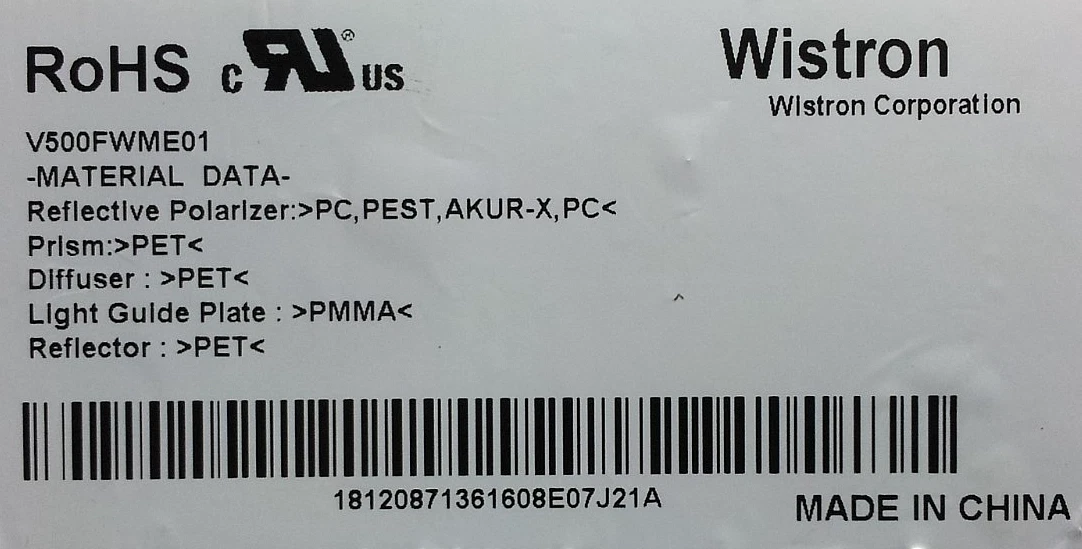 RoHS c RU® US
Wistron
Wistron Corporation
V500FWME01
-MATERIAL DATA-
Reflective Polarizer:>PC,PEST,AKUR-X,PC<
Prism:>PET<
Diffuser : >PET<
Light Guide Plate : >PMMA<
Reflector : >PET<
18120871361608E07J21A
MADE IN CHINA